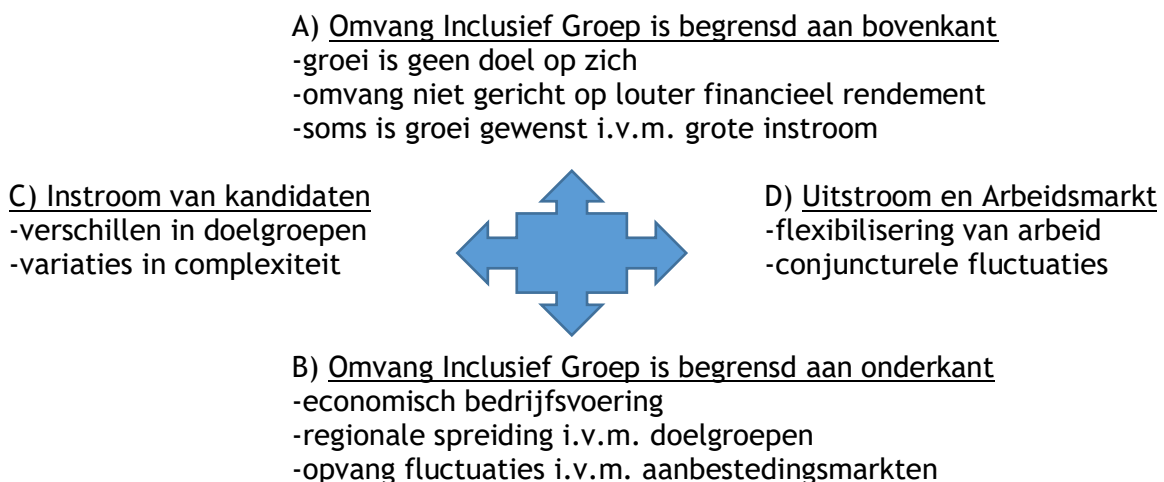 A) Omvang Inclusief Groep is begrensd aan bovenkant
-groei is geen doel op zich
-omvang niet gericht op louter financieel rendement
-soms is groei gewenst i.v.m. grote instroom
C) Instroom van kandidaten
-verschillen in doelgroepen
-variaties in complexiteit
D) Uitstroom en Arbeidsmarkt
-flexibilisering van arbeid
-conjuncturele fluctuaties
B) Omvang Inclusief Groep is begrensd aan onderkant
-economisch bedrijfsvoering
-regionale spreiding i.v.m. doelgroepen
-opvang fluctuaties i.v.m. aanbestedingsmarkten